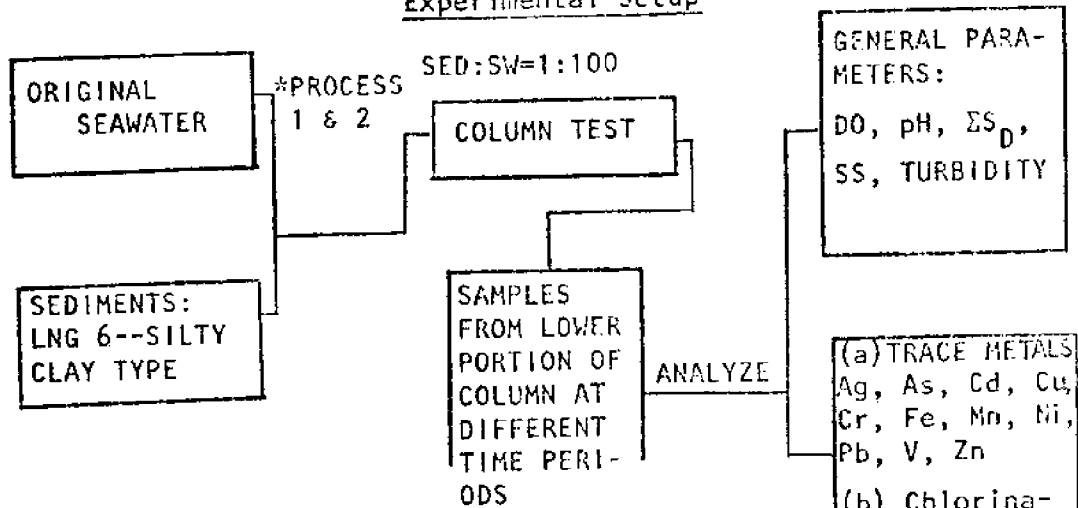 Experimental Setup
ORIGINAL
SEAWATER
*PROCESS
1 & 2
SED:SW=1:100
COLUMN TEST
GENERAL PARA-
METERS:
DO, pH, ΣS_D,
SS, TURBIDITY
SEDIMENTS:
LNG 6--SILTY
CLAY TYPE
SAMPLES
FROM LOWER
PORTION OF
COLUMN AT
DIFFERENT
TIME PERI-
ODS
ANALYZE
(a) TRACE METALS
Ag, As, Cd, Cu,
Cr, Fe, Mn, Ni,
Pb, V, Zn
(b) Chlorina-